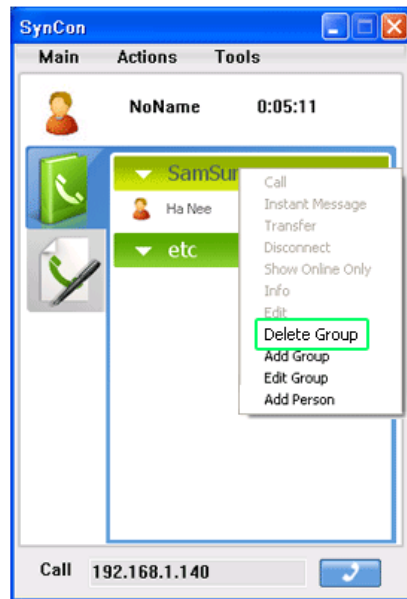 SynCon
Main Actions Tools
NoName 0:05:11
SamSun
Ha Nee
etc
Call
Instant Message
Transfer
Disconnect
Show Online Only
Info
Edit
Delete Group
Add Group
Edit Group
Add Person
Call 192.168.1.140